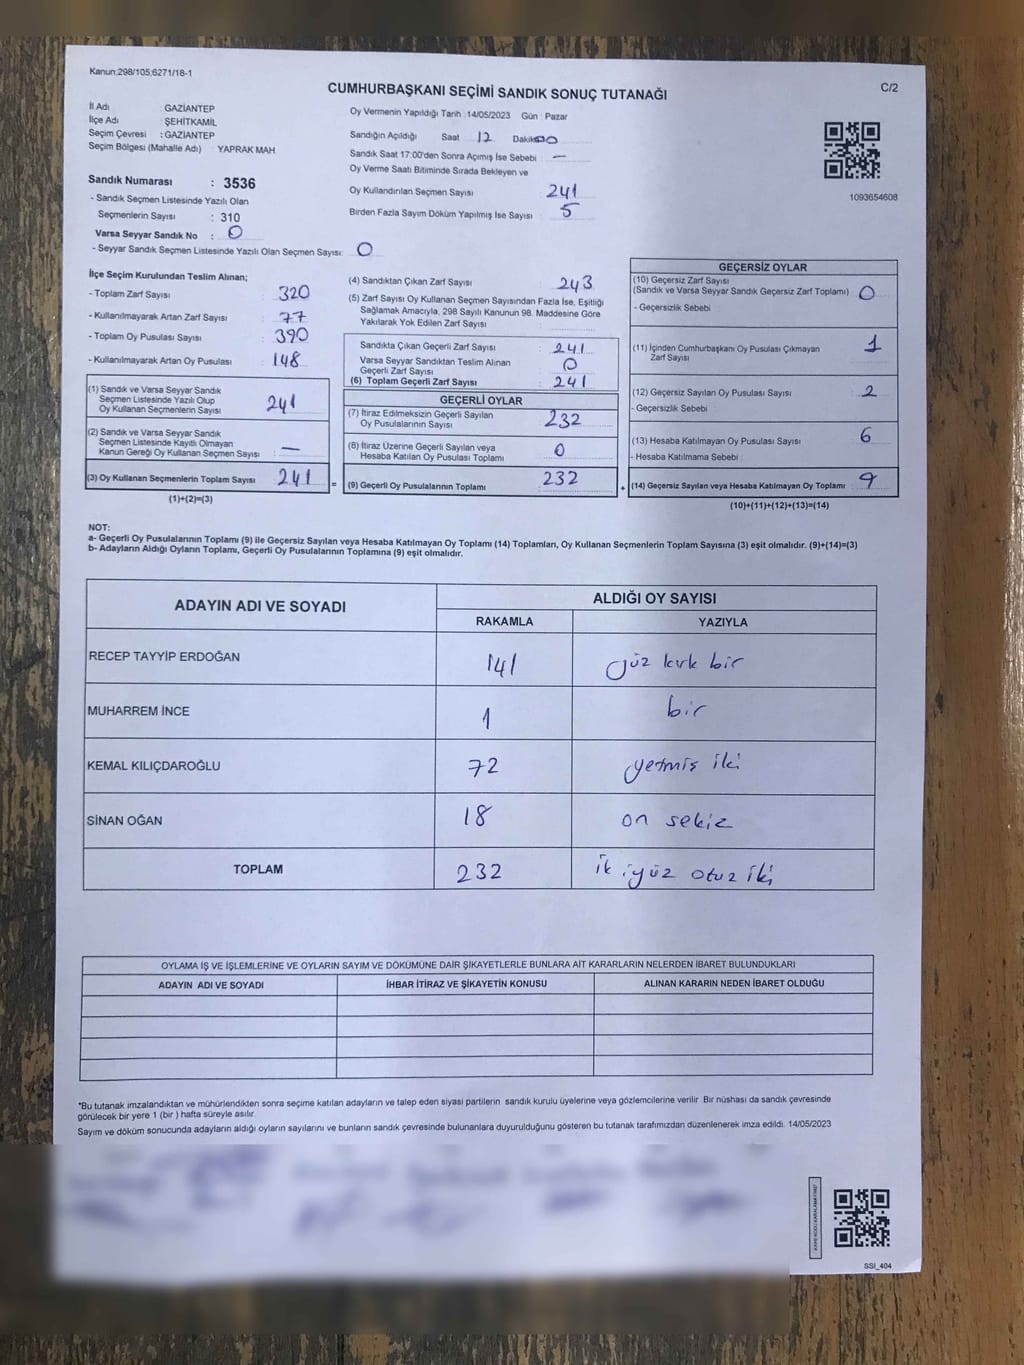 Kanun:298/105;6271/18-1
C/2
CUMHURBAŞKANI SEÇİMİ SANDIK SONUÇ TUTANAĞI
İl Adı : GAZİANTEP
İlçe Adı : ŞEHİTKAMİL
Seçim Çevresi : GAZİANTEP
Seçim Bölgesi (Mahalle Adı) : YAPRAK MAH.
Sandık Numarası : 3536
- Sandık Seçmen Listesinde Yazılı Olan
Seçmenlerin Sayısı : 310
Varsa Seyyar Sandık No : 0
- Seyyar Sandık Seçmen Listesinde Yazılı Olan Seçmen Sayısı: 0
Oy Vermenin Yapıldığı Tarih :14/05/2023 Gün : Pazar
Sandığın Açıldığı Saat 12 Dakika 00
Sandık Saat 17:00'den Sonra Açımış İse Sebebi : —
Oy Verme Saati Bitiminde Sırada Bekleyen ve
Oy Kullandırılan Seçmen Sayısı 241
Birden Fazla Sayım Döküm Yapılmış İse Sayısı : 5
1093654608
İlçe Seçim Kurulundan Teslim Alınan;
- Toplam Zarf Sayısı : 320
- Kullanılmayarak Artan Zarf Sayısı : 77
- Toplam Oy Pusulası Sayısı : 390
- Kullanılmayarak Artan Oy Pusulası : 148
(1) Sandık ve Varsa Seyyar Sandık
Seçmen Listesinde Yazılı Olup
Oy Kullanan Seçmenlerin Sayısı : 241
(2) Sandık ve Varsa Seyyar Sandık
Seçmen Listesinde Kayıtlı Olmayan
Kanun Gereği Oy Kullanan Seçmen Sayısı : —
(3) Oy Kullanan Seçmenlerin Toplam Sayısı : 241
(1)+(2)=(3)
(4) Sandıktan Çıkan Zarf Sayısı : 243
(5) Zarf Sayısı Oy Kullanan Seçmen Sayısından Fazla İse, Eşitliği
Sağlamak Amacıyla, 298 Sayılı Kanunun 98. Maddesine Göre
Yakılarak Yok Edilen Zarf Sayısı :
Sandıkta Çıkan Geçerli Zarf Sayısı : 241
Varsa Seyyar Sandıktan Teslim Alınan
Geçerli Zarf Sayısı : 0
(6) Toplam Geçerli Zarf Sayısı : 241
GEÇERLİ OYLAR
(7) İtiraz Edilmeksizin Geçerli Sayılan
Oy Pusulalarının Sayısı : 232
(8) İtiraz Üzerine Geçerli Sayılan veya
Hesaba Katılan Oy Pusulası Toplamı : 0
= (9) Geçerli Oy Pusulalarının Toplamı : 232
GEÇERSİZ OYLAR
(10) Geçersiz Zarf Sayısı
(Sandık ve Varsa Seyyar Sandık Geçersiz Zarf Toplamı) : 0
- Geçersizlik Sebebi :
(11) İçinden Cumhurbaşkanı Oy Pusulası Çıkmayan
Zarf Sayısı : 1
(12) Geçersiz Sayılan Oy Pusulası Sayısı : 2
- Geçersizlik Sebebi :
(13) Hesaba Katılmayan Oy Pusulası Sayısı : 6
- Hesaba Katılmama Sebebi :
+ (14) Geçersiz Sayılan veya Hesaba Katılmayan Oy Toplamı : 9
(10)+(11)+(12)+(13)=(14)
NOT:
a- Geçerli Oy Pusulalarının Toplamı (9) ile Geçersiz Sayılan veya Hesaba Katılmayan Oy Toplamı (14) Toplamları, Oy Kullanan Seçmenlerin Toplam Sayısına (3) eşit olmalıdır. (9)+(14)=(3)
b- Adayların Aldığı Oyların Toplamı, Geçerli Oy Pusulalarının Toplamına (9) eşit olmalıdır.
ADAYIN ADI VE SOYADI ALDIĞI OY SAYISI
RAKAMLA YAZIYLA
RECEP TAYYİP ERDOĞAN 141 yüz kırk bir
MUHARREM İNCE 1 bir
KEMAL KILIÇDAROĞLU 72 yetmiş iki
SİNAN OĞAN 18 on sekiz
TOPLAM 232 ikiyüz otuz iki
OYLAMA İŞ VE İŞLEMLERİNE VE OYLARIN SAYIM VE DÖKÜMÜNE DAİR ŞİKAYETLERLE BUNLARA AİT KARARLARIN NELERDEN İBARET BULUNDUKLARI
ADAYIN ADI VE SOYADI İHBAR İTİRAZ VE ŞİKAYETİN KONUSU ALINAN KARARIN NEDEN İBARET OLDUĞU
*Bu tutanak imzalandıktan ve mühürlendikten sonra seçime katılan adayların ve talep eden siyasi partilerin sandık kurulu üyelerine veya gözlemcilerine verilir. Bir nüshası da sandık çevresinde
görülecek bir yere 1 (bir ) hafta süreyle asılır.
Sayım ve döküm sonucunda adayların aldığı oyların sayılarını ve bunların sandık çevresinde bulunanlara duyurulduğunu gösteren bu tutanak tarafımızdan düzenlenerek imza edildi. 14/05/2023
SSI_404